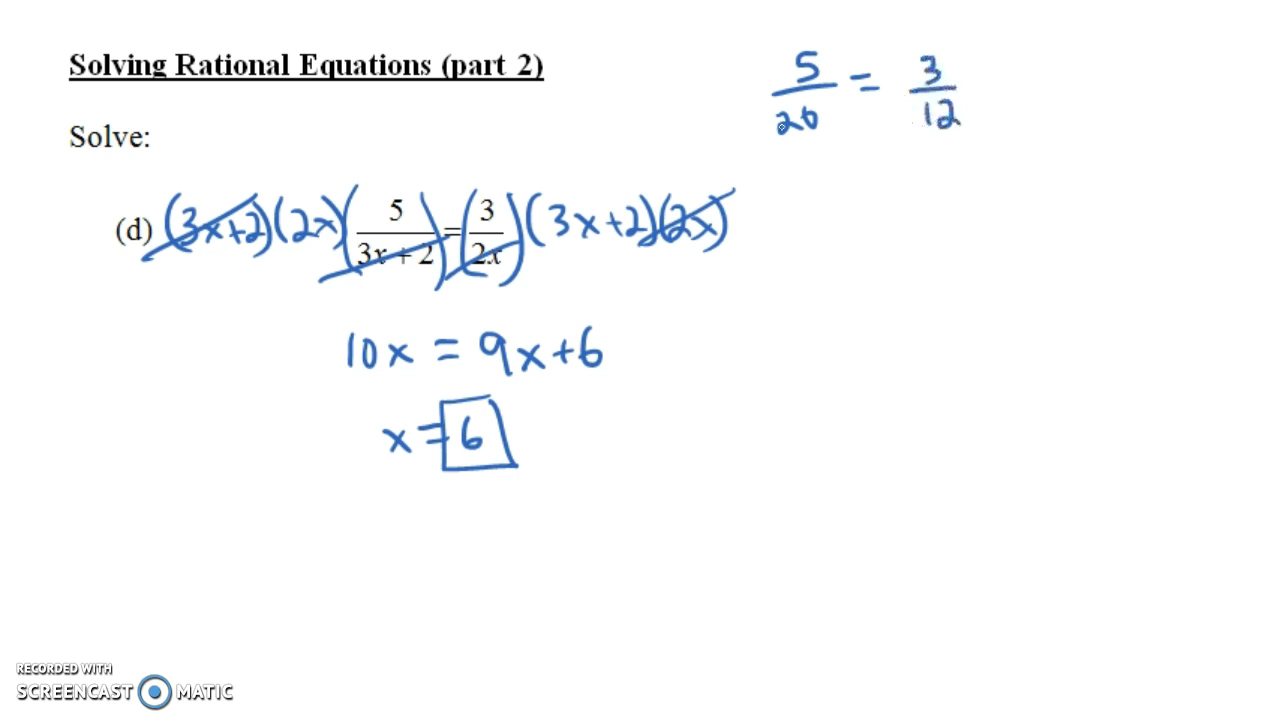 Solving Rational Equations (part 2)
5/20 = 3/12
Solve:
(d) (3x+2)(2x)(5/(3x + 2)) = (3/2x)(3x+2)(2x)
10x = 9x+6
x = 6
RECORDED WITH
SCREENCAST MATIC